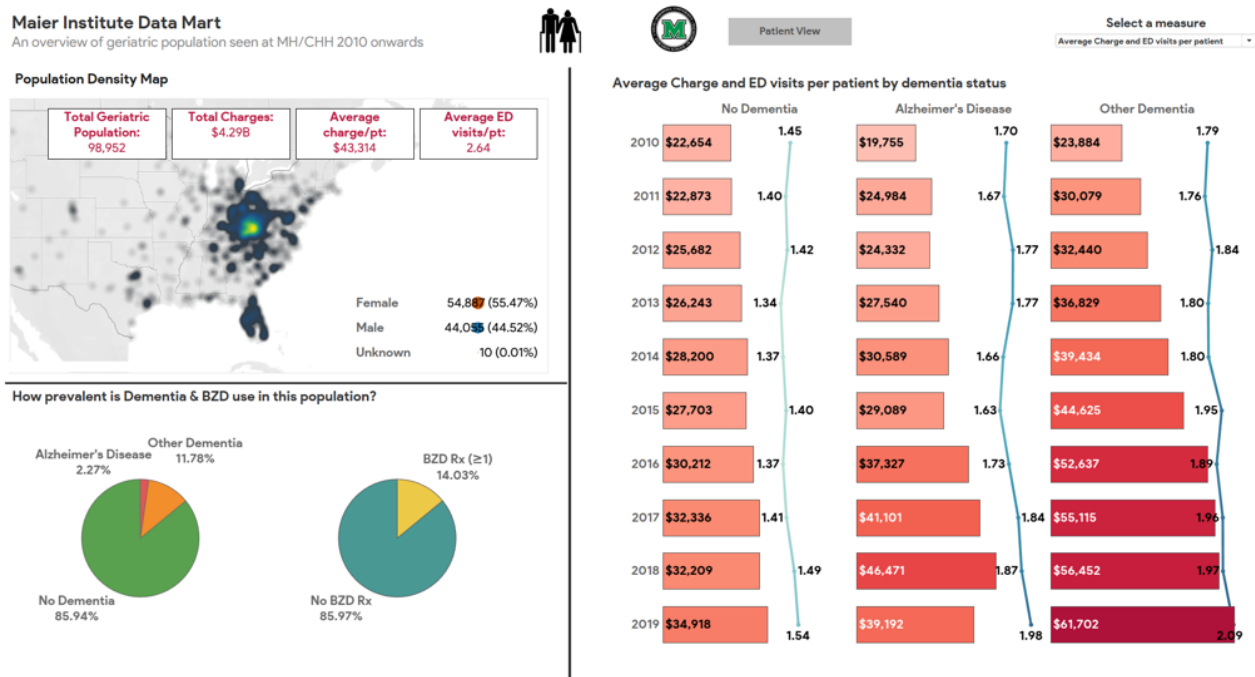 Maier Institute Data Mart
An overview of geriatric population seen at MH/CHH 2010 onwards
M
Patient View
Select a measure
Average Charge and ED visits per patient
Population Density Map
Total Geriatric Population:
98,952
Total Charges:
$4.29B
Average charge/pt:
$43,314
Average ED visits/pt:
2.64
Female 54,887 (55.47%)
Male 44,055 (44.52%)
Unknown 10 (0.01%)
How prevalent is Dementia & BZD use in this population?
Alzheimer's Disease
2.27%
Other Dementia
11.78%
No Dementia
85.94%
BZD Rx (≥1)
14.03%
No BZD Rx
85.97%
Average Charge and ED visits per patient by dementia status
No Dementia Alzheimer's Disease Other Dementia
2010 $22,654 1.45 $19,755 1.70 $23,884 1.79
2011 $22,873 1.40 $24,984 1.67 $30,079 1.76
2012 $25,682 1.42 $24,332 1.77 $32,440 1.84
2013 $26,243 1.34 $27,540 1.77 $36,829 1.80
2014 $28,200 1.37 $30,589 1.66 $39,434 1.80
2015 $27,703 1.40 $29,089 1.63 $44,625 1.95
2016 $30,212 1.37 $37,327 1.73 $52,637 1.89
2017 $32,336 1.41 $41,101 1.84 $55,115 1.96
2018 $32,209 1.49 $46,471 1.87 $56,452 1.97
2019 $34,918 1.54 $39,192 1.98 $61,702 2.09